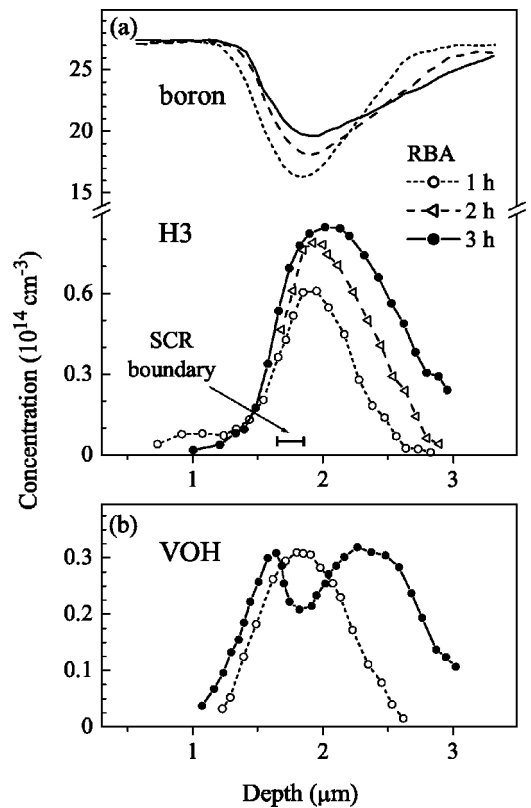 (a)
25
boron
20
RBA
1 h
15
2 h
H3
3 h
0.6
SCR
boundary
0.3
0
1 2 3
Concentration (10¹⁴ cm⁻³)
(b)
VOH
0.3
0.2
0.1
0
1 2 3
Depth (μm)